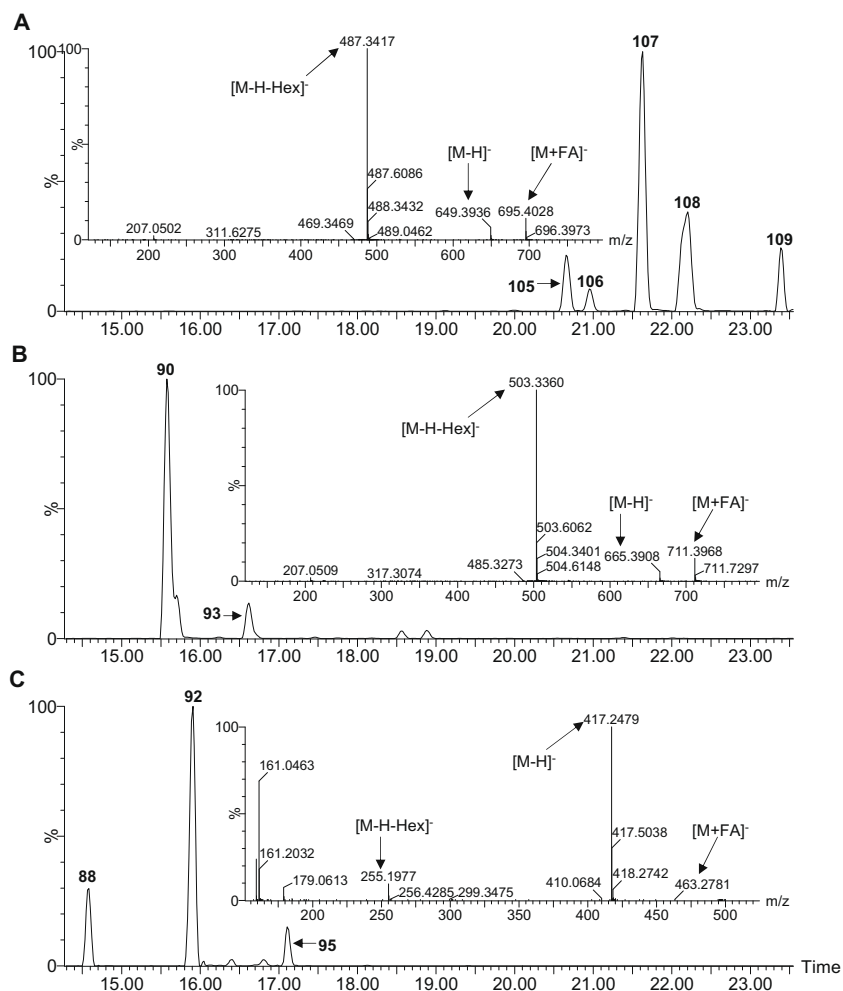 A
100
%
0
15.00 16.00 17.00 18.00 19.00 20.00 21.00 22.00 23.00
105
106
107
108
109
100
%
0
487.3417
[M-H-Hex]-
[M-H]-
[M+FA]-
487.6086
488.3432
489.0462
469.3469
649.3936
695.4028
696.3973
207.0502
311.6275
200 300 400 500 600 700
m/z
B
100
%
0
15.00 16.00 17.00 18.00 19.00 20.00 21.00 22.00 23.00
90
93
100
%
0
503.3360
[M-H-Hex]-
[M-H]-
[M+FA]-
503.6062
504.3401
504.6148
485.3273
665.3908
711.3968
711.7297
207.0509
317.3074
200 300 400 500 600 700
m/z
C
100
%
0
15.00 16.00 17.00 18.00 19.00 20.00 21.00 22.00 23.00
Time
88
92
95
100
%
0
417.2479
[M-H]-
161.0463
[M-H-Hex]-
417.5038
[M+FA]-
161.2032
179.0613
255.1977
256.4285
299.3475
410.0684
418.2742
463.2781
200 250 300 350 400 450 500
m/z